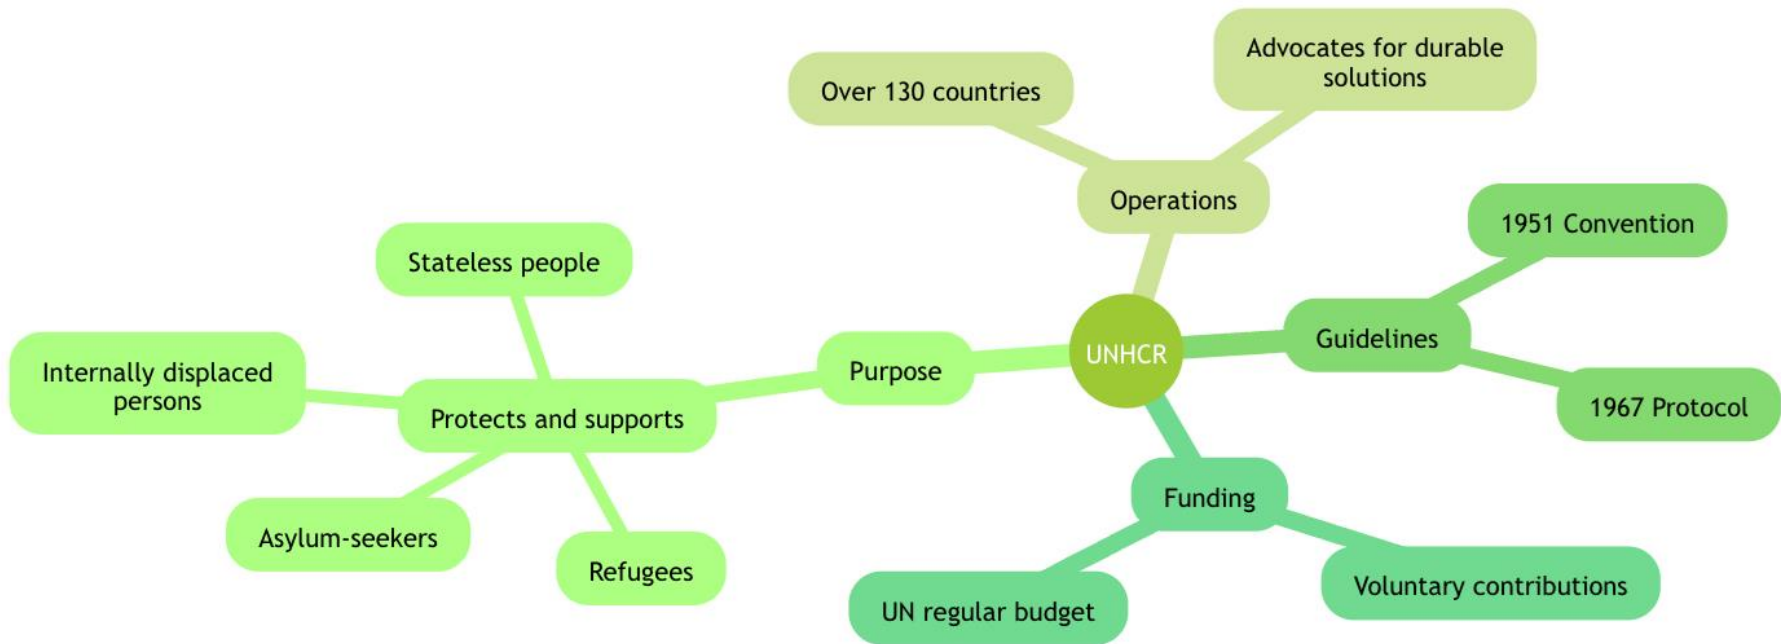 Advocates for durable
solutions
Over 130 countries
Operations
1951 Convention
Stateless people
Guidelines
UNHCR
Purpose
Internally displaced
persons
Protects and supports
1967 Protocol
Funding
Asylum-seekers
Refugees
Voluntary contributions
UN regular budget